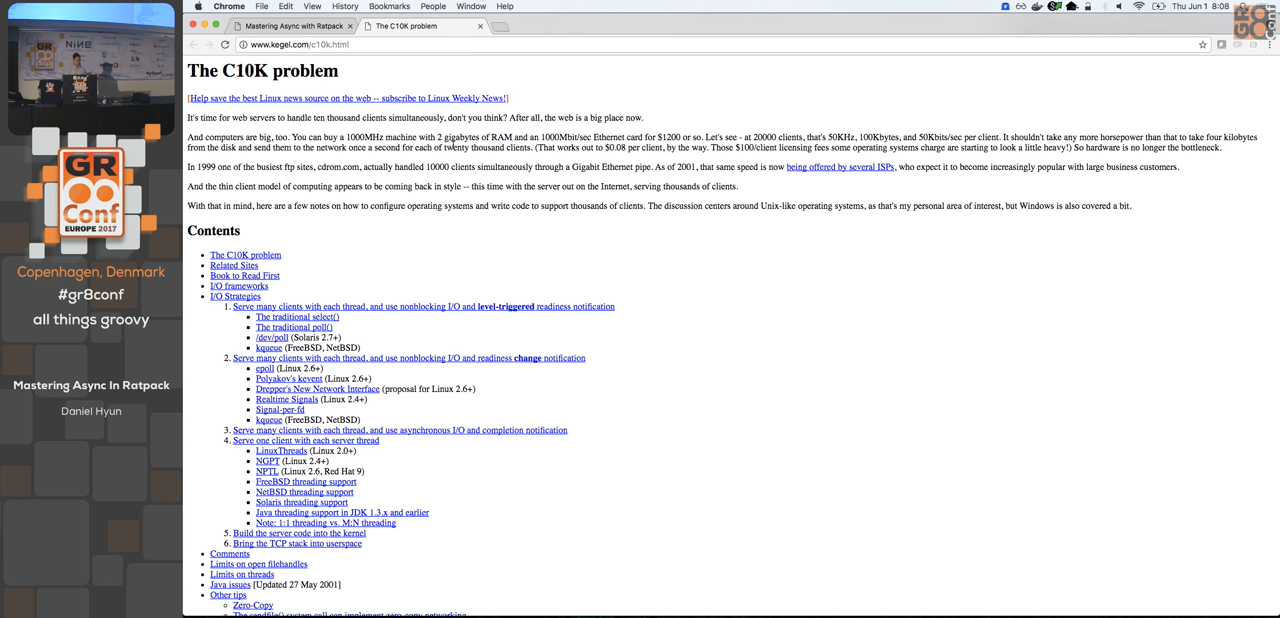 Chrome File Edit View History Bookmarks People Window Help
Thu Jun 1 8:08
Mastering Async with Ratpack
The C10K problem
www.kegel.com/c10k.html
The C10K problem
[Help save the best Linux news source on the web -- subscribe to Linux Weekly News!]
It's time for web servers to handle ten thousand clients simultaneously, don't you think? After all, the web is a big place now.
And computers are big, too. You can buy a 1000MHz machine with 2 gigabytes of RAM and an 1000Mbit/sec Ethernet card for $1200 or so. Let's see - at 20000 clients, that's 50KHz, 100Kbytes, and 50Kbits/sec per client. It shouldn't take any more horsepower than that to take four kilobytes
from the disk and send them to the network once a second for each of twenty thousand clients. (That works out to $0.08 per client, by the way. Those $100/client licensing fees some operating systems charge are starting to look a little heavy!) So hardware is no longer the bottleneck.
In 1999 one of the busiest ftp sites, cdrom.com, actually handled 10000 clients simultaneously through a Gigabit Ethernet pipe. As of 2001, that same speed is now being offered by several ISPs, who expect it to become increasingly popular with large business customers.
And the thin client model of computing appears to be coming back in style -- this time with the server out on the Internet, serving thousands of clients.
With that in mind, here are a few notes on how to configure operating systems and write code to support thousands of clients. The discussion centers around Unix-like operating systems, as that's my personal area of interest, but Windows is also covered a bit.
Contents
The C10K problem
Related Sites
Book to Read First
I/O frameworks
I/O Strategies
1. Serve many clients with each thread, and use nonblocking I/O and level-triggered readiness notification
The traditional select()
The traditional poll()
/dev/poll (Solaris 2.7+)
kqueue (FreeBSD, NetBSD)
2. Serve many clients with each thread, and use nonblocking I/O and readiness change notification
epoll (Linux 2.6+)
Polyakov's kevent (Linux 2.6+)
Drepper's New Network Interface (proposal for Linux 2.6+)
Realtime Signals (Linux 2.4+)
Signal-per-fd
kqueue (FreeBSD, NetBSD)
3. Serve many clients with each thread, and use asynchronous I/O and completion notification
4. Serve one client with each server thread
LinuxThreads (Linux 2.0+)
NGPT (Linux 2.4+)
NPTL (Linux 2.6, Red Hat 9)
FreeBSD threading support
NetBSD threading support
Solaris threading support
Java threading support in JDK 1.3.x and earlier
Note: 1:1 threading vs. M:N threading
5. Build the server code into the kernel
6. Bring the TCP stack into userspace
Comments
Limits on open filehandles
Limits on threads
Java issues [Updated 27 May 2001]
Other tips
Zero-Copy
The sendfile() system call can implement zero-copy networking.
GR
8
Conf
EUROPE 2017
Copenhagen, Denmark
#gr8conf
all things groovy
Mastering Async In Ratpack
Daniel Hyun